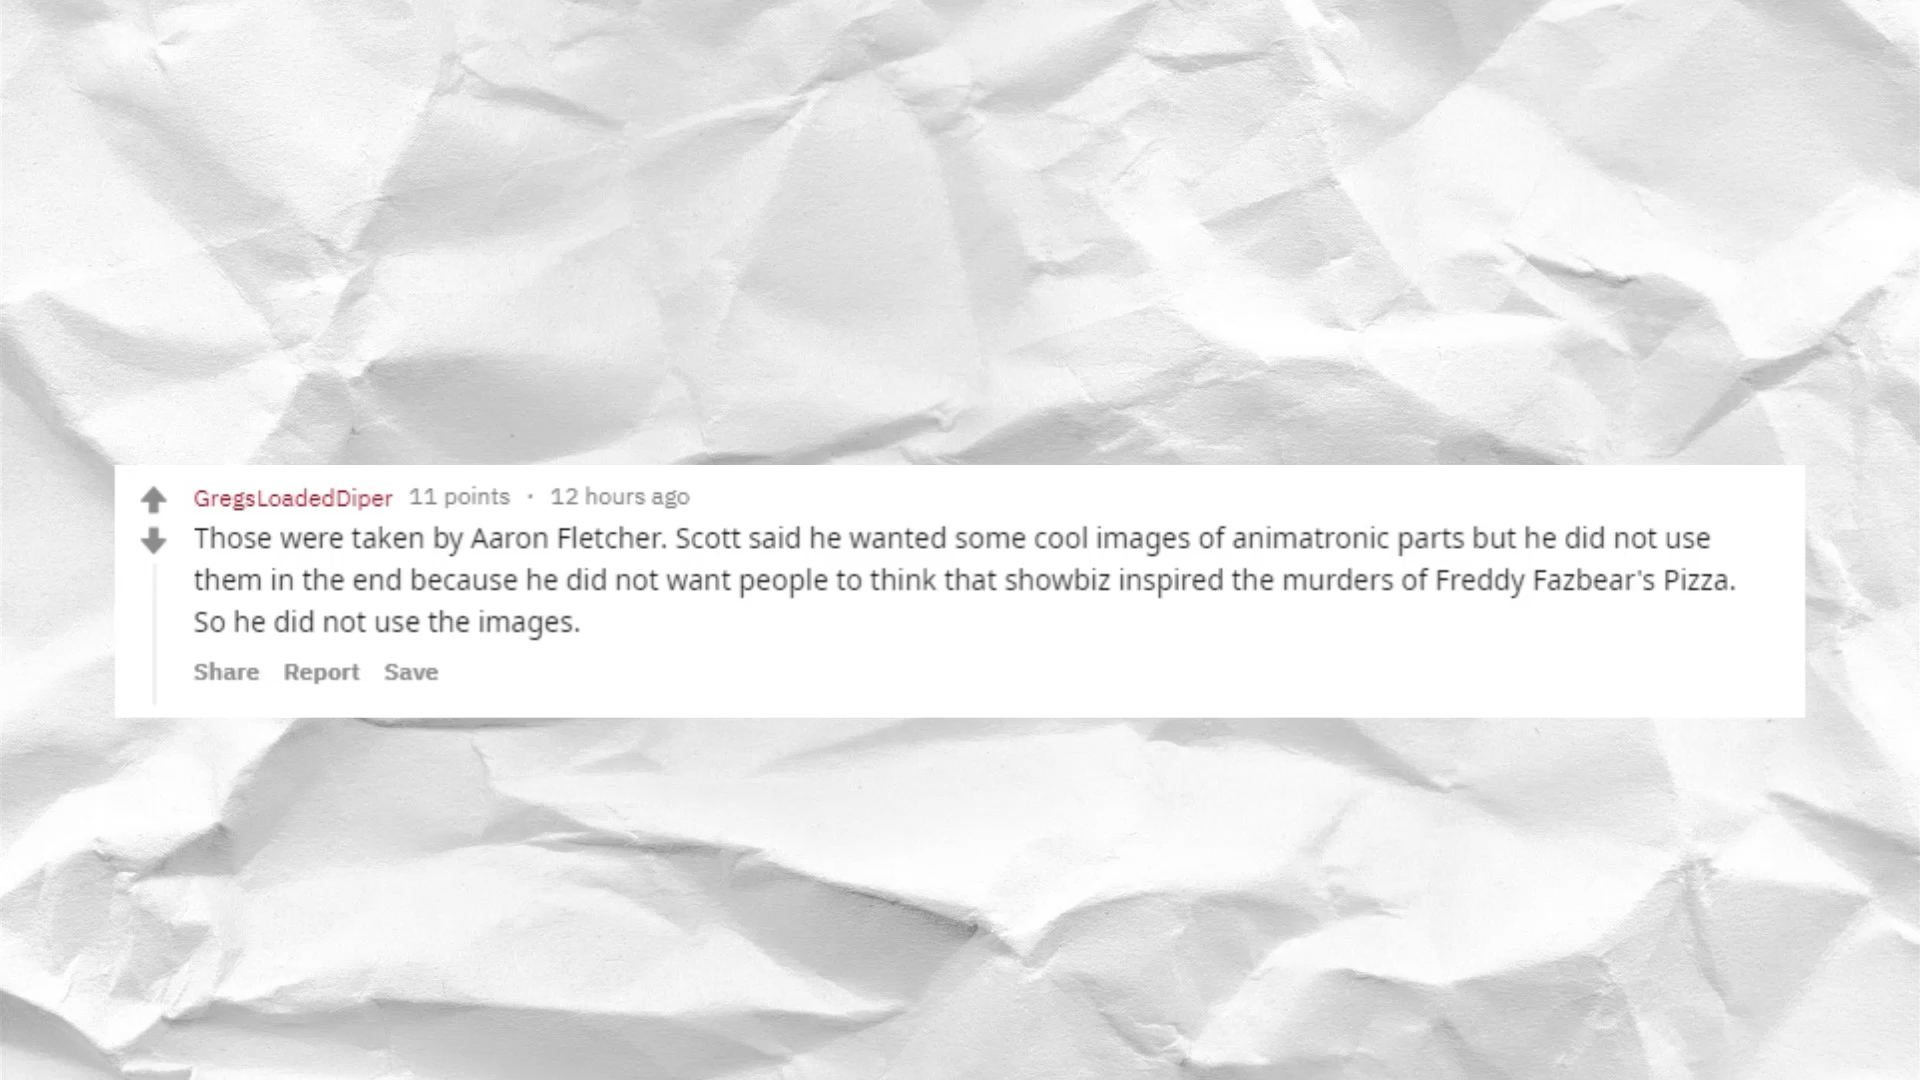 GregsLoadedDiper 11 points · 12 hours ago
Those were taken by Aaron Fletcher. Scott said he wanted some cool images of animatronic parts but he did not use
them in the end because he did not want people to think that showbiz inspired the murders of Freddy Fazbear's Pizza.
So he did not use the images.
Share Report Save